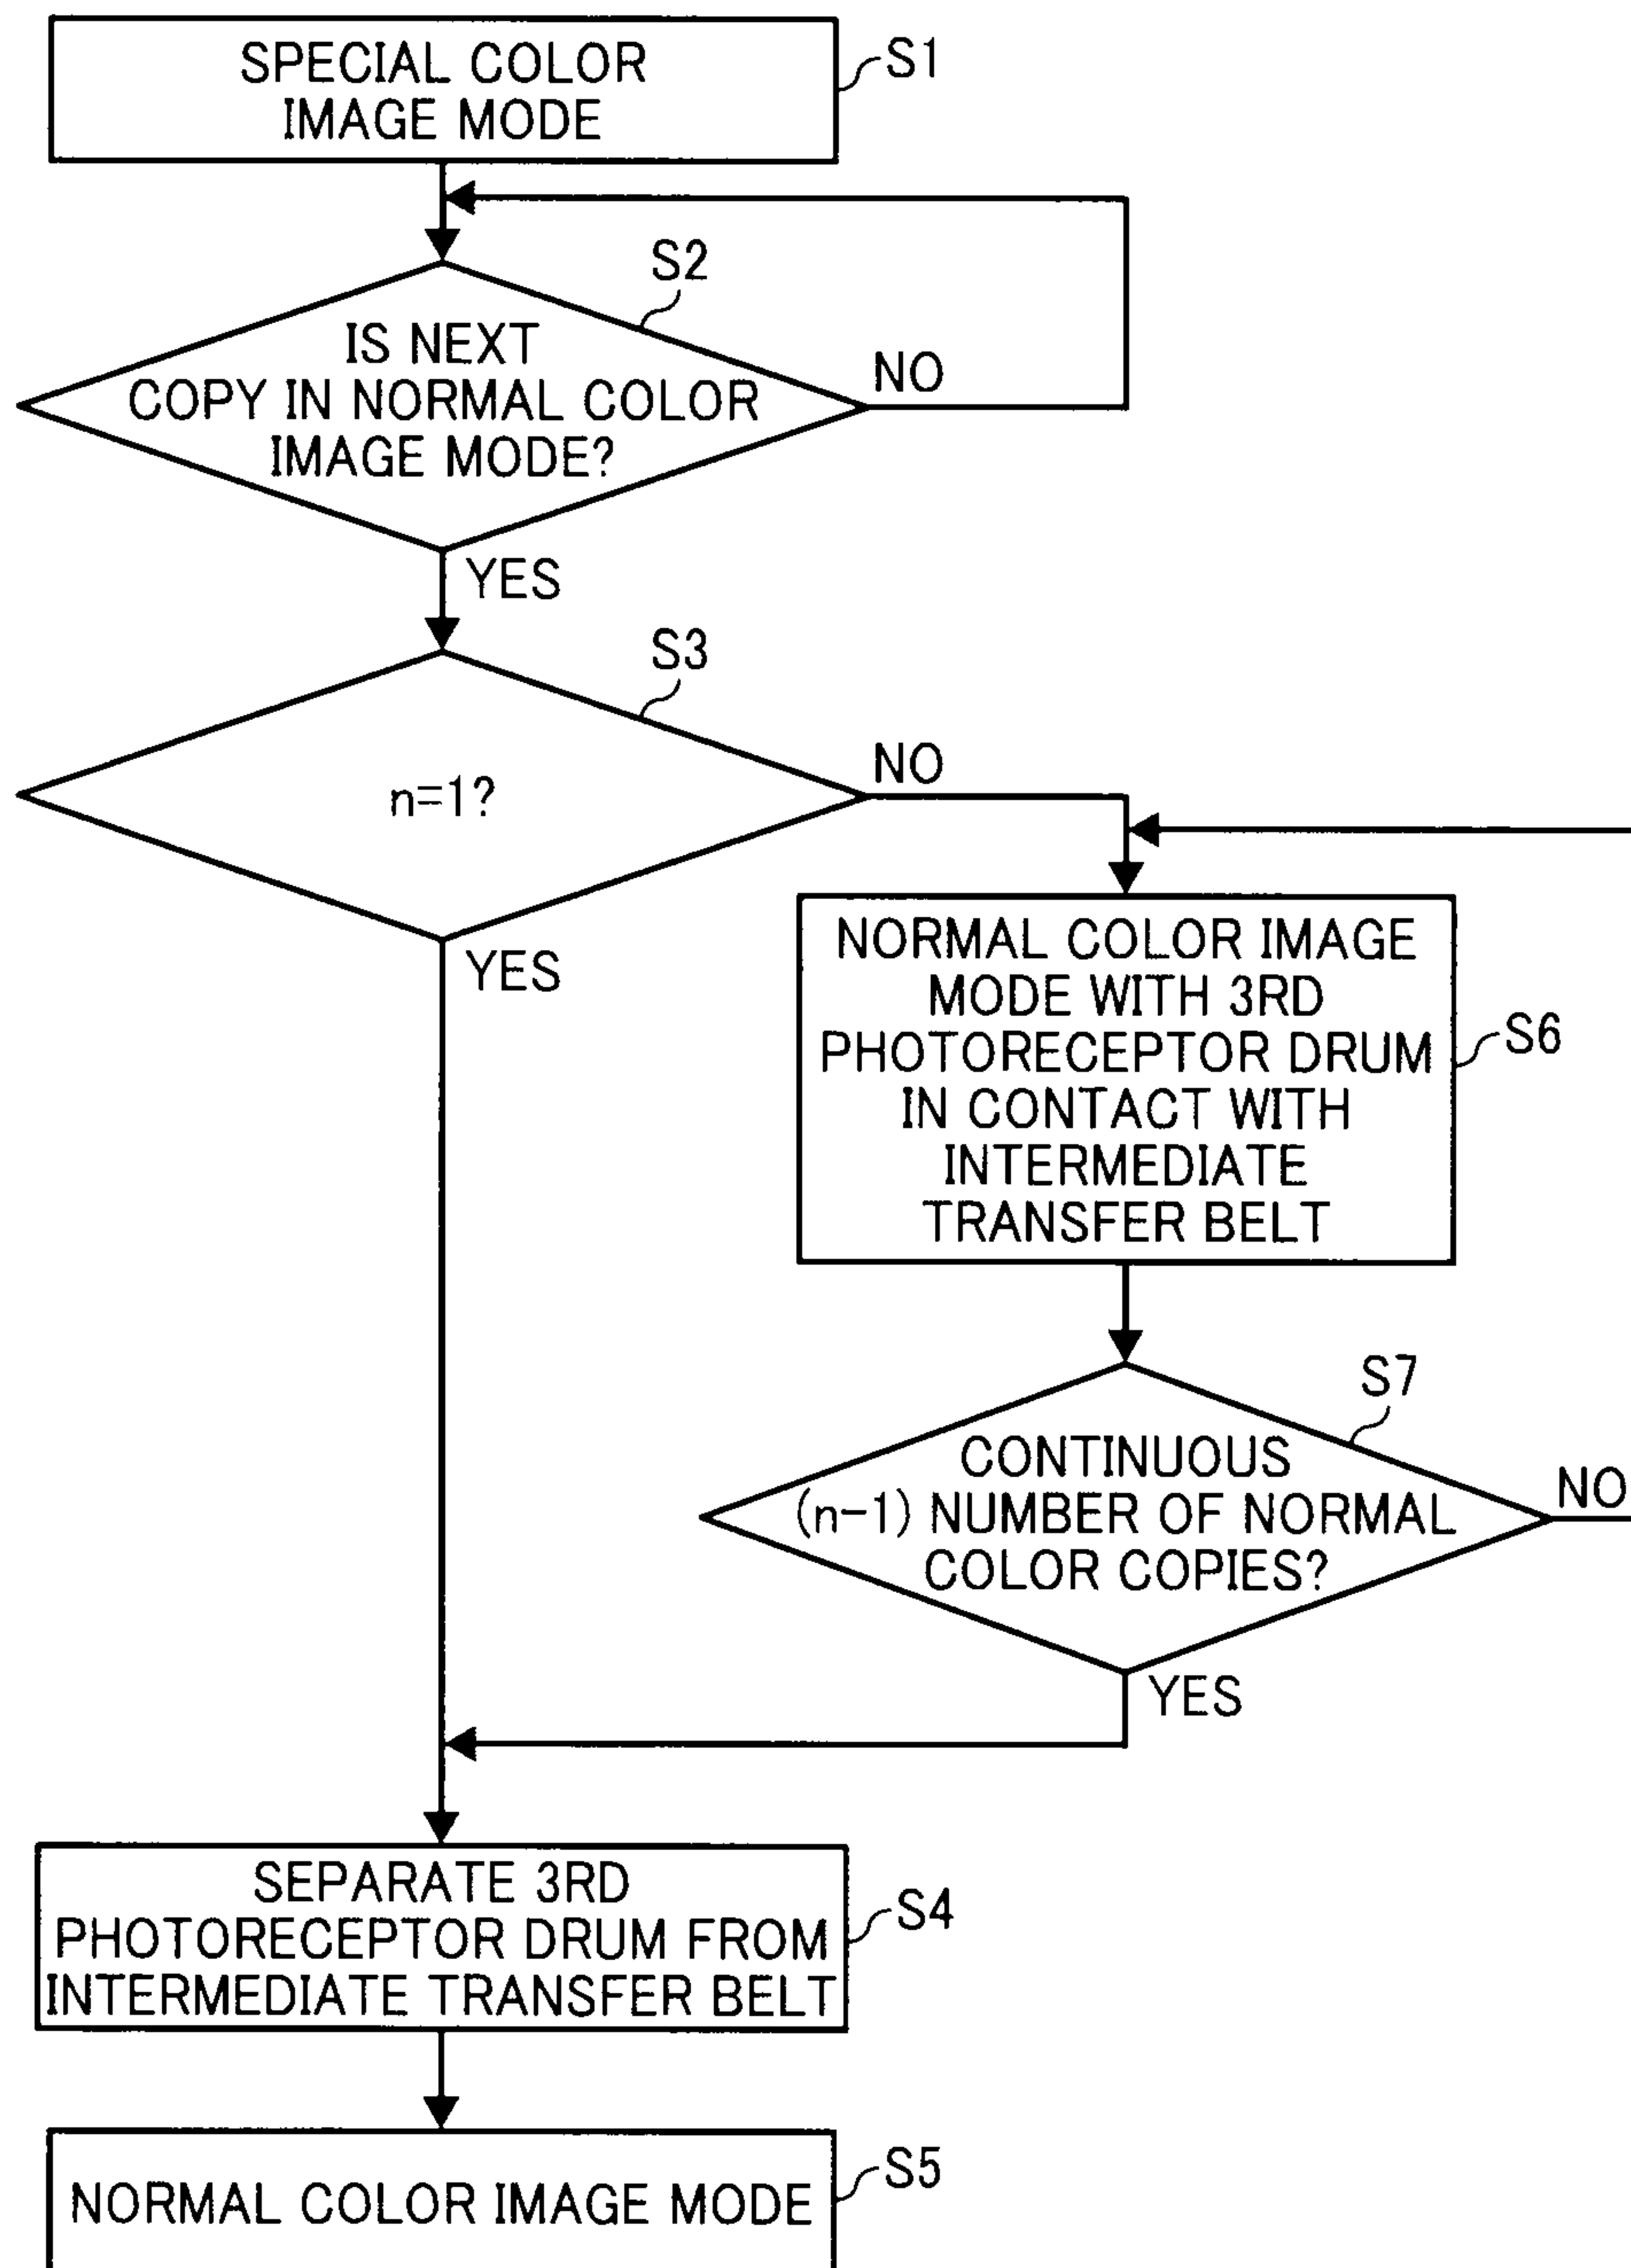 SPECIAL COLOR
IMAGE MODE
S1
S2
IS NEXT
COPY IN NORMAL COLOR
IMAGE MODE?
NO
YES
S3
n=1?
NO
YES
NORMAL COLOR IMAGE
MODE WITH 3RD
PHOTORECEPTOR DRUM
IN CONTACT WITH
INTERMEDIATE
TRANSFER BELT
S6
S7
CONTINUOUS
(n-1) NUMBER OF NORMAL
COLOR COPIES?
NO
YES
SEPARATE 3RD
PHOTORECEPTOR DRUM FROM
INTERMEDIATE TRANSFER BELT
S4
NORMAL COLOR IMAGE MODE
S5